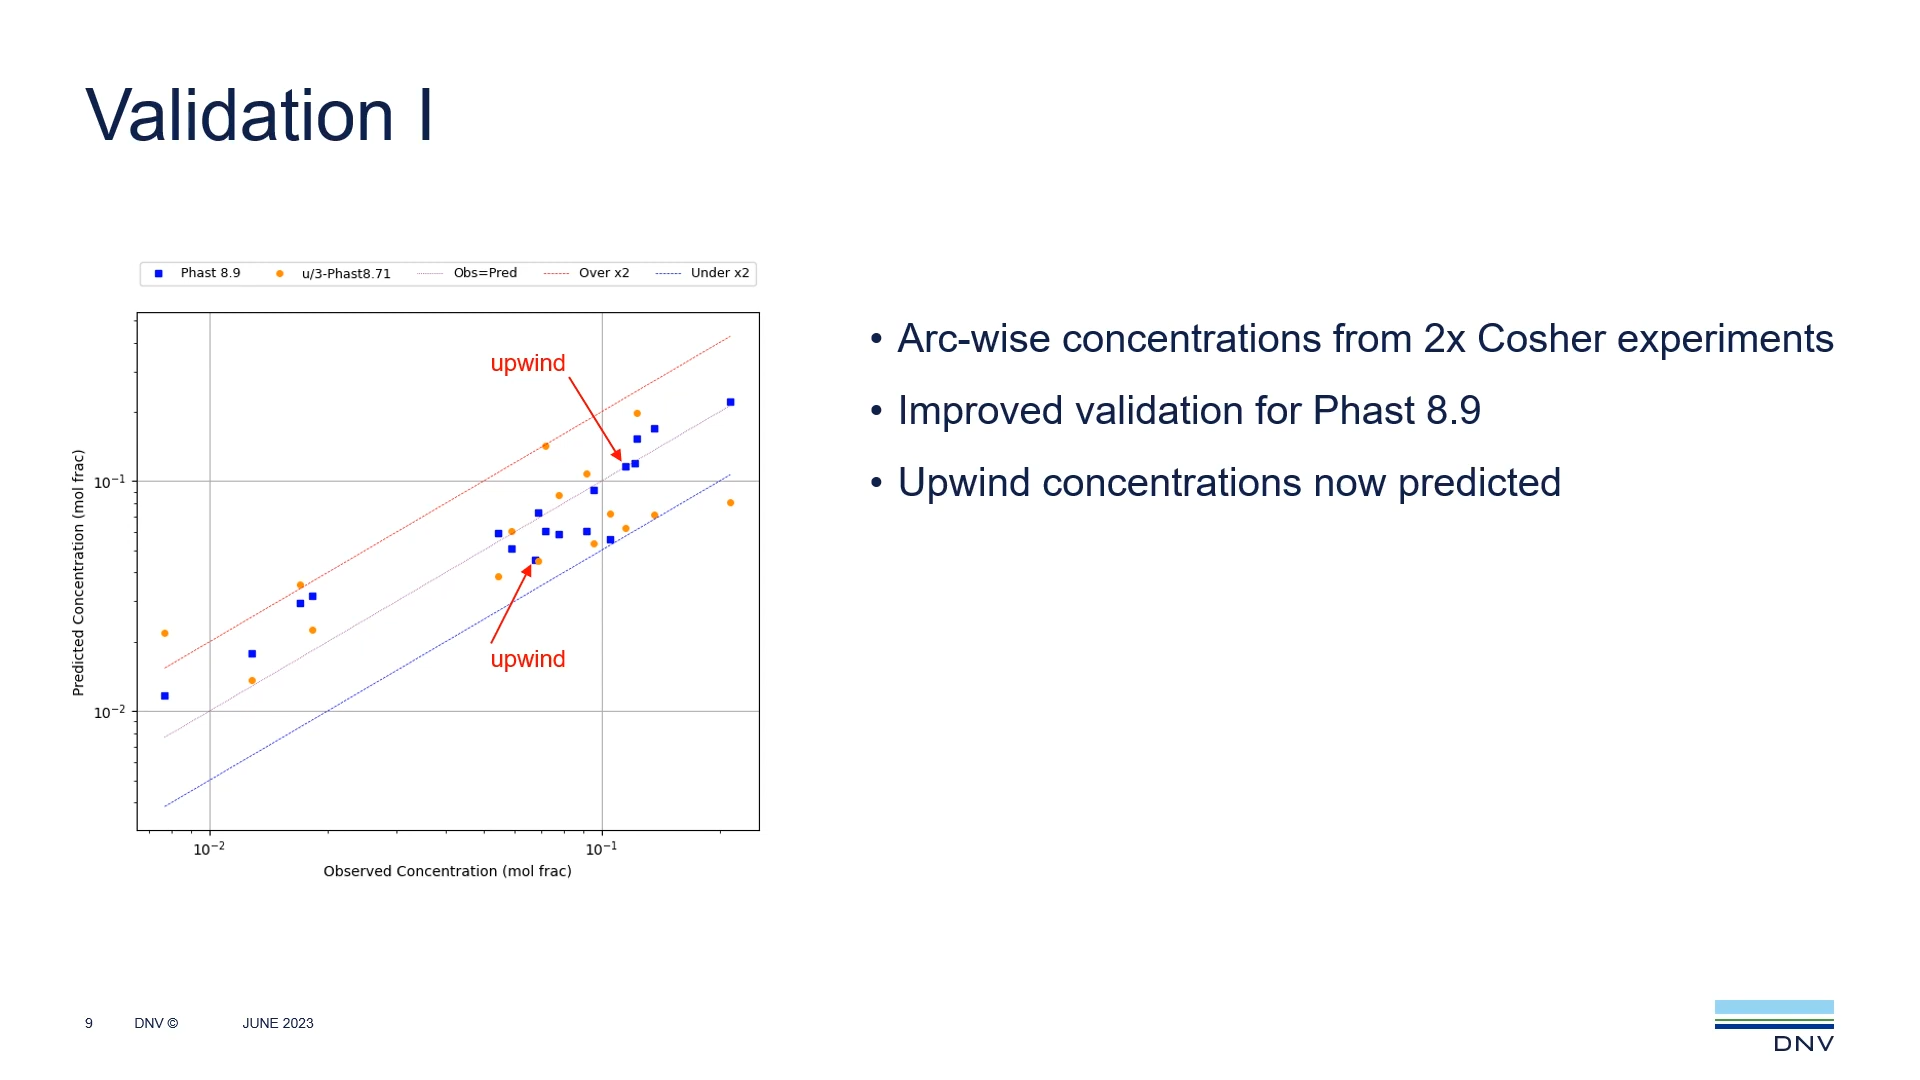 Validation I
Phast 8.9 u/3-Phast8.71 Obs=Pred Over x2 Under x2
upwind
upwind
Predicted Concentration (mol frac)
10⁻¹
10⁻²
10⁻² 10⁻¹
Observed Concentration (mol frac)
• Arc-wise concentrations from 2x Cosher experiments
• Improved validation for Phast 8.9
• Upwind concentrations now predicted
9 DNV © JUNE 2023
DNV